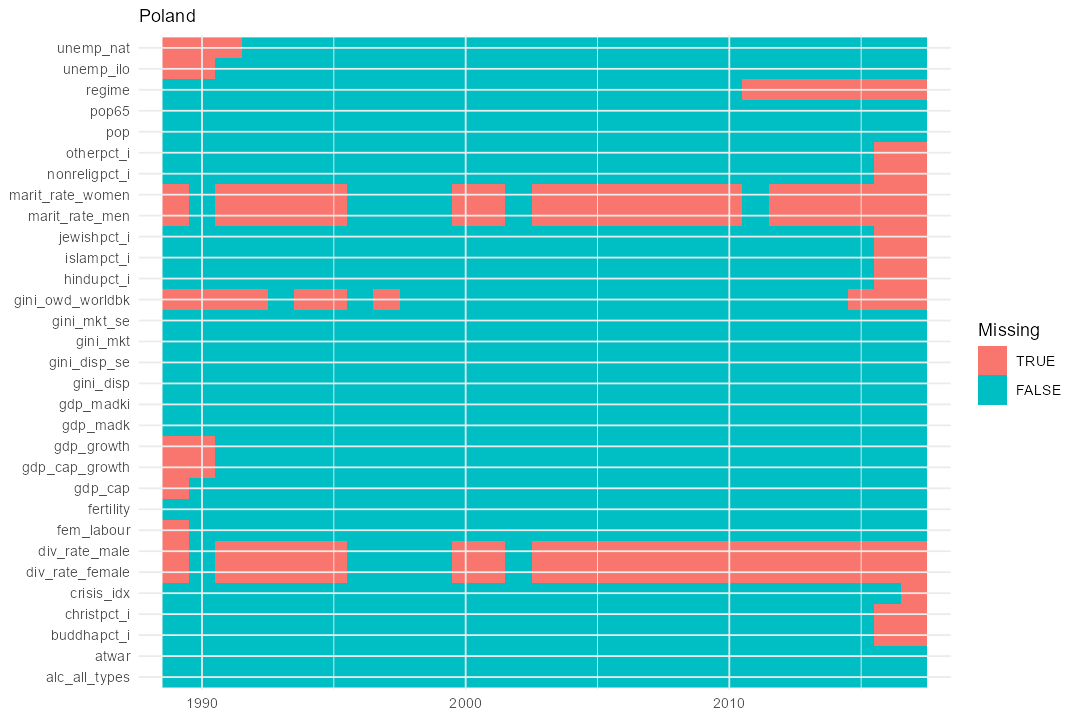 Poland
unemp_nat
unemp_ilo
regime
pop65
pop
otherpct_i
nonreligpct_i
marit_rate_women
marit_rate_men
jewishpct_i
islampct_i
hindupct_i
gini_owd_worldbk
gini_mkt_se
gini_mkt
gini_disp_se
gini_disp
gdp_madki
gdp_madk
gdp_growth
gdp_cap_growth
gdp_cap
fertility
fem_labour
div_rate_male
div_rate_female
crisis_idx
christpct_i
buddhapct_i
atwar
alc_all_types
1990 2000 2010
Missing
TRUE
FALSE